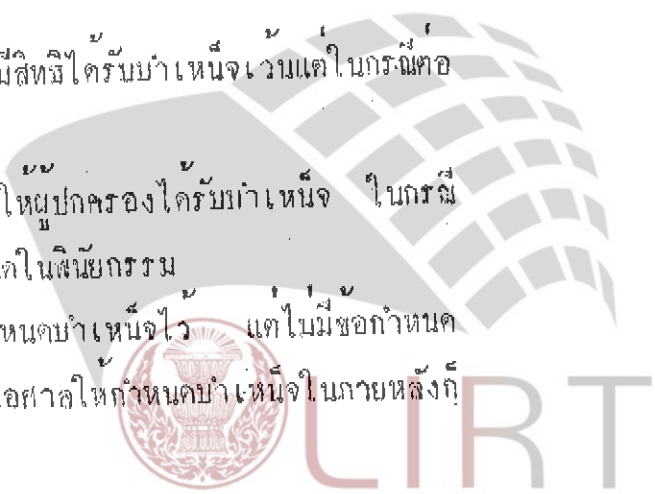 มีสิทธิได้รับบำเหน็จเว้นแต่ในกรณีต่อ
ให้ผู้ปกครองได้รับบำเหน็จ ในกรณี
ในพินัยกรรม
หนดบำเหน็จไว้ แต่ไม่มีข้อกำหนด
อศาลให้กำหนดบำเหน็จในภายหลังก็
LIRT